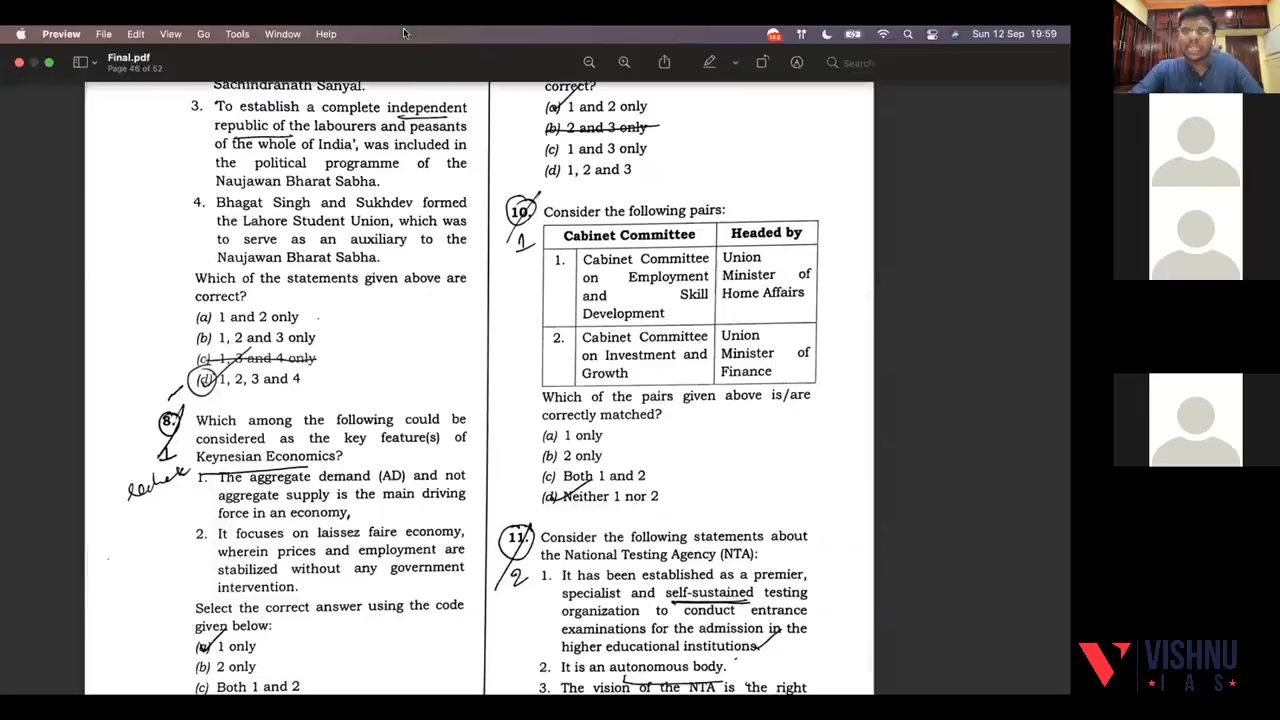 Preview File Edit View Go Tools Window Help
148
Sun 12 Sep 19:59
Final.pdf
Page 46 of 52
Search
Sachindranath Sanyal.
3. 'To establish a complete independent
republic of the labourers and peasants
of the whole of India', was included in
the political programme of the
Naujawan Bharat Sabha.
4. Bhagat Singh and Sukhdev formed
the Lahore Student Union, which was
to serve as an auxiliary to the
Naujawan Bharat Sabha.
Which of the statements given above are
correct?
(a) 1 and 2 only
(b) 1, 2 and 3 only
(c) 1, 3 and 4 only
(d) 1, 2, 3 and 4
8. Which among the following could be
1
considered as the key feature(s) of
Keynesian Economics?
1. The aggregate demand (AD) and not
aggregate supply is the main driving
force in an economy,
2. It focuses on laissez faire economy,
wherein prices and employment are
stabilized without any government
intervention.
Select the correct answer using the code
given below:
(a) 1 only
(b) 2 only
(c) Both 1 and 2
correct?
(a) 1 and 2 only
(b) 2 and 3 only
(c) 1 and 3 only
(d) 1, 2 and 3
10. Consider the following pairs:
1
Cabinet Committee Headed by
1. Cabinet Committee Union
on Employment Minister of
and Skill Home Affairs
Development
2. Cabinet Committee Union
on Investment and Minister of
Growth Finance
Which of the pairs given above is/are
correctly matched?
(a) 1 only
(b) 2 only
(c) Both 1 and 2
(d) Neither 1 nor 2
11. Consider the following statements about
the National Testing Agency (NTA):
2
1. It has been established as a premier,
specialist and self-sustained testing
organization to conduct entrance
examinations for the admission in the
higher educational institutions.
2. It is an autonomous body.
3. The vision of the NTA is 'the right
VISHNU
IAS